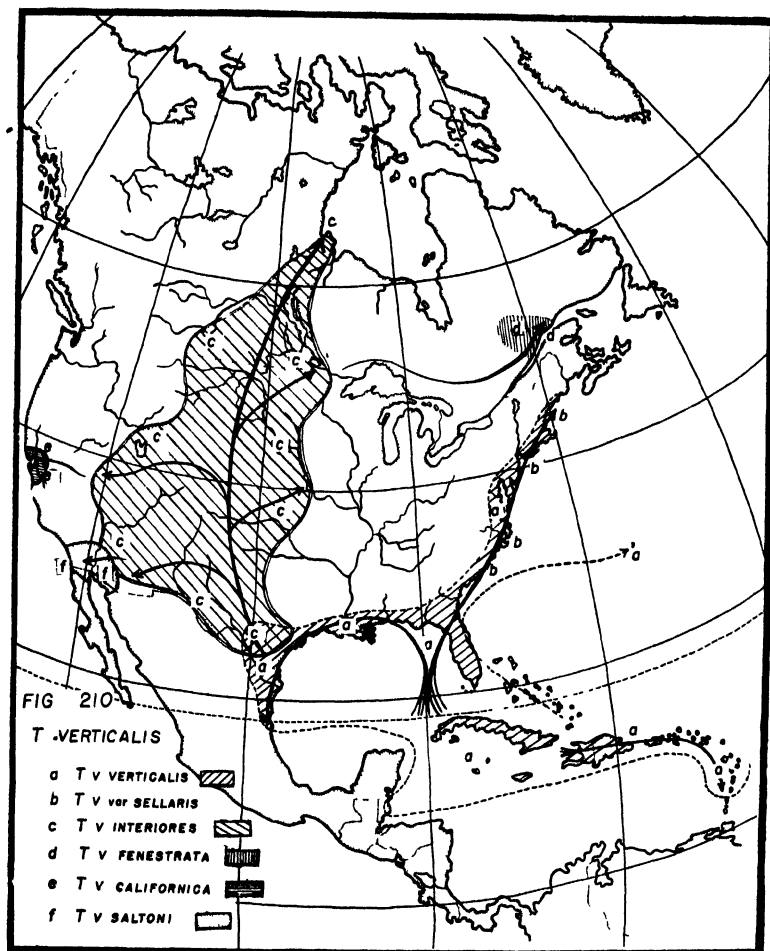 c
c
c
c
c
c
c
c
c
d
d
e
e
b
b
b
b
a
a'
f
f
a
a
a
a
a
a
FIG 210
T. VERTICALIS
a T V VERTICALIS
b T V var SELLARIS
c T V INTERIORES
d T V FENESTRATA
e T V CALIFORNICA
f T V SALTONI